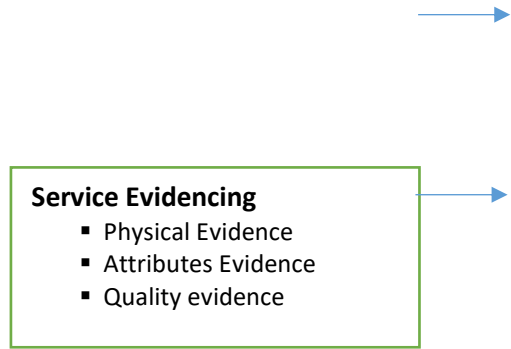 Service Evidencing
▪ Physical Evidence
▪ Attributes Evidence
▪ Quality evidence